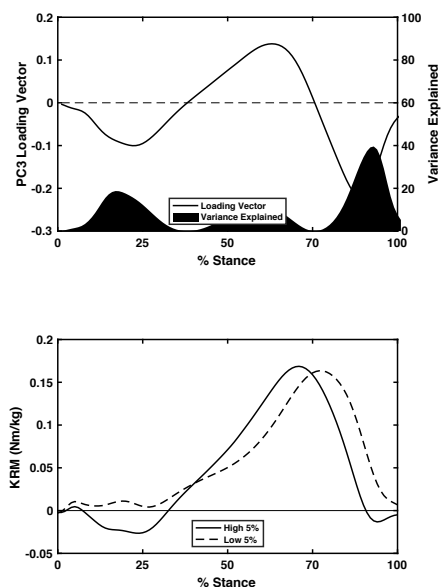 PC3 Loading Vector
0.2
0.1
0
-0.1
-0.2
-0.3
100
80
60
40
20
0
Variance Explained
Loading Vector
Variance Explained
0 25 50 70 100
% Stance
KRM (Nm/kg)
0.2
0.15
0.1
0.05
0
-0.05
High 5%
Low 5%
0 25 50 70 100
% Stance